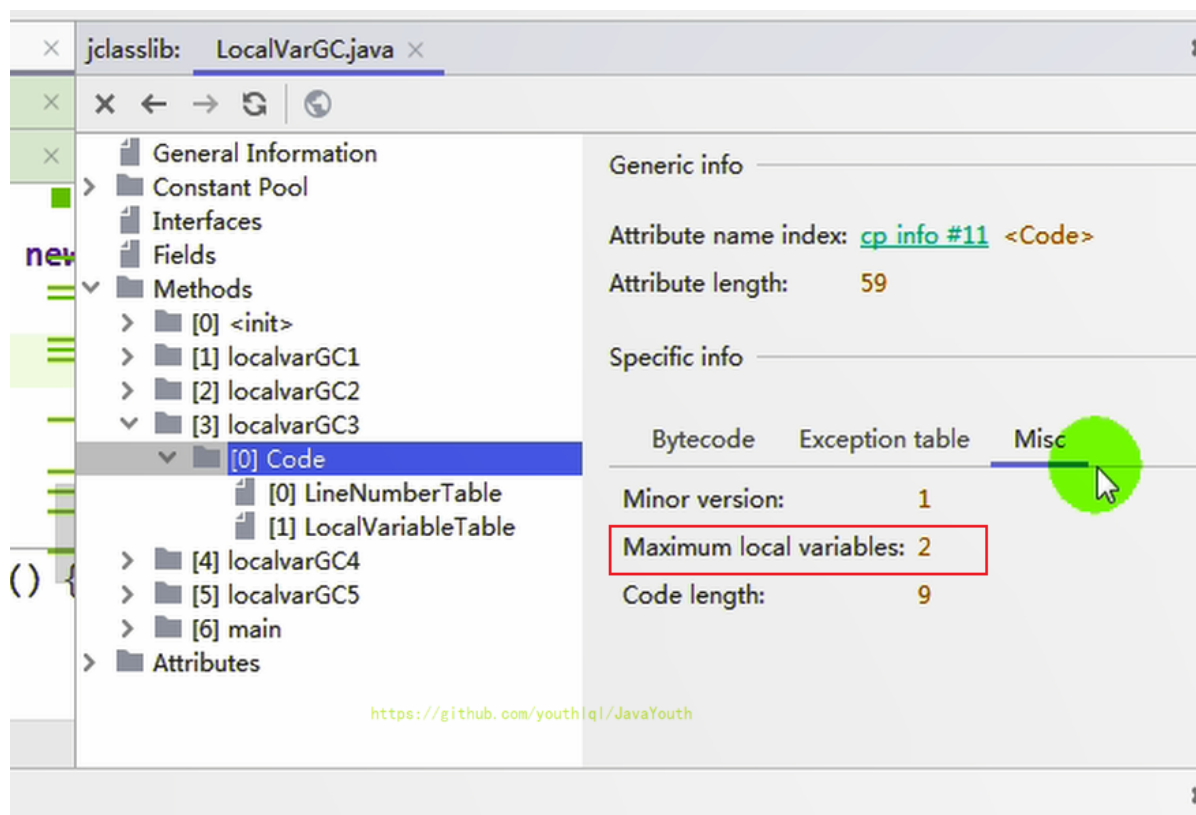 jclasslib: LocalVarGC.java
General Information
Constant Pool
Interfaces
Fields
Methods
[0] <init>
[1] localvarGC1
[2] localvarGC2
[3] localvarGC3
[0] Code
[0] LineNumberTable
[1] LocalVariableTable
[4] localvarGC4
[5] localvarGC5
[6] main
Attributes
new
() {
Generic info
Attribute name index: cp info #11 <Code>
Attribute length: 59
Specific info
Bytecode Exception table Misc
Minor version: 1
Maximum local variables: 2
Code length: 9
https://github.com/youthlql/JavaYouth